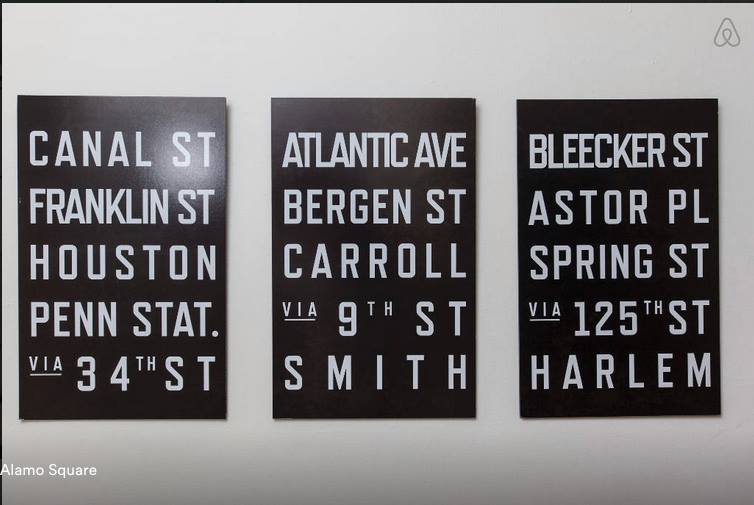 CANAL ST
FRANKLIN ST
HOUSTON
PENN STAT.
VIA 34TH ST
ATLANTIC AVE
BERGEN ST
CARROLL
VIA 9TH ST
SMITH
BLEECKER ST
ASTOR PL
SPRING ST
VIA 125TH ST
HARLEM
Alamo Square